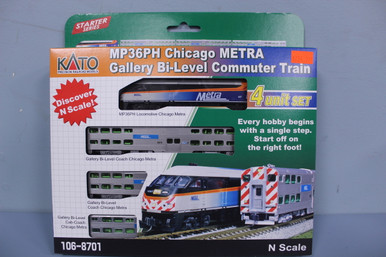 STARTER
SERIES
MP36PH Chicago METRA
Gallery Bi-Level Commuter Train
KATO
Discover
N Scale!
Metra
MP36PH Locomotive Chicago Metra
4 unit SET
Every hobby begins
with a single step.
Start off on
the right foot!
Gallery Bi-Level Coach Chicago Metra
Gallery Bi-Level
Coach Chicago Metra
Gallery Bi-Level
Cab Coach
Chicago Metra
106-8701
N Scale